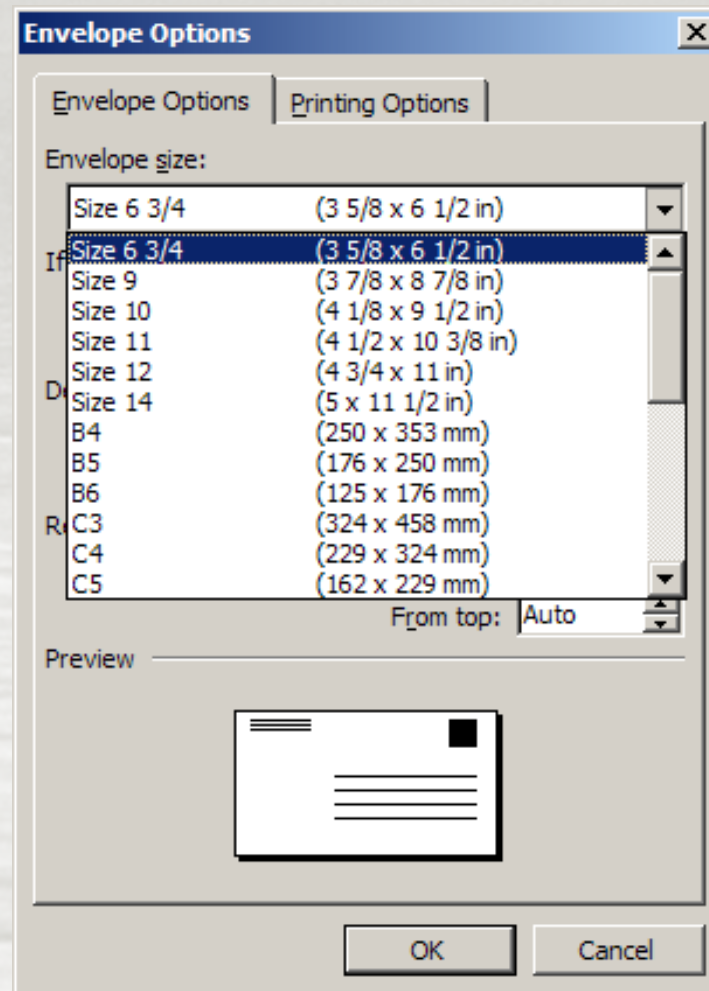 Envelope Options
Envelope Options Printing Options
Envelope size:
Size 6 3/4 (3 5/8 x 6 1/2 in)
Size 6 3/4 (3 5/8 x 6 1/2 in)
If
Size 9 (3 7/8 x 8 7/8 in)
Size 10 (4 1/8 x 9 1/2 in)
Size 11 (4 1/2 x 10 3/8 in)
Size 12 (4 3/4 x 11 in)
Size 14 (5 x 11 1/2 in)
B4 (250 x 353 mm)
B5 (176 x 250 mm)
B6 (125 x 176 mm)
C3 (324 x 458 mm)
C4 (229 x 324 mm)
C5 (162 x 229 mm)
From top: Auto
Preview
OK Cancel